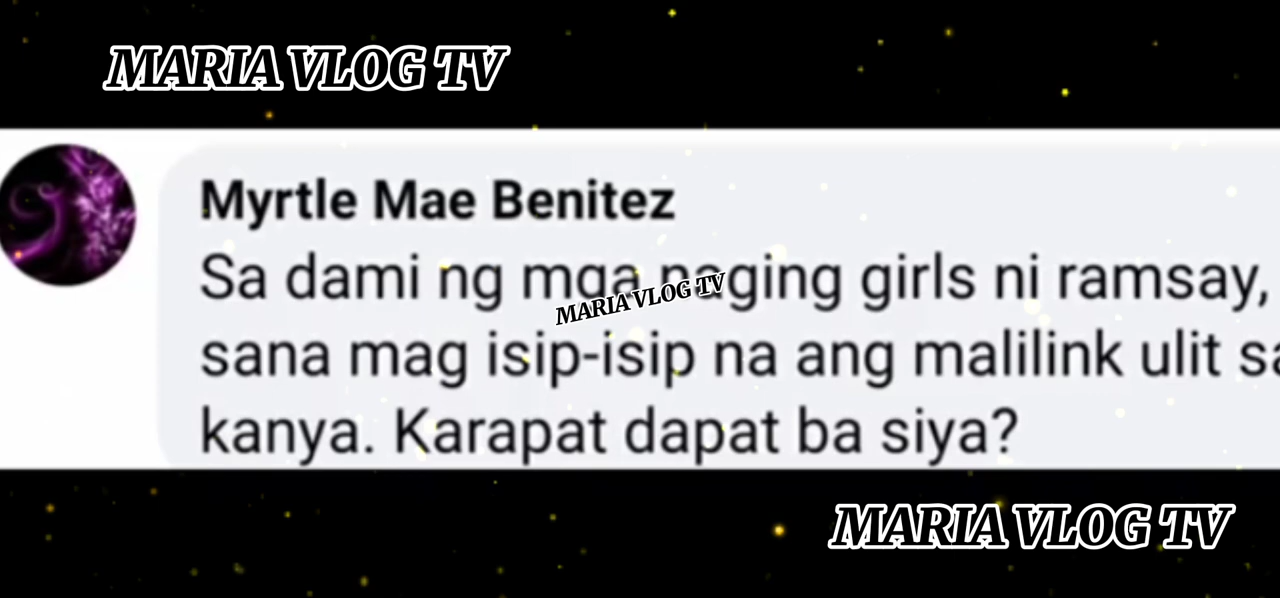 MARIA VLOG TV
Myrtle Mae Benitez
Sa dami ng mga naging girls ni ramsay,
MARIA VLOG TV
sana mag isip-isip na ang malilink ulit sa
kanya. Karapat dapat ba siya?
MARIA VLOG TV